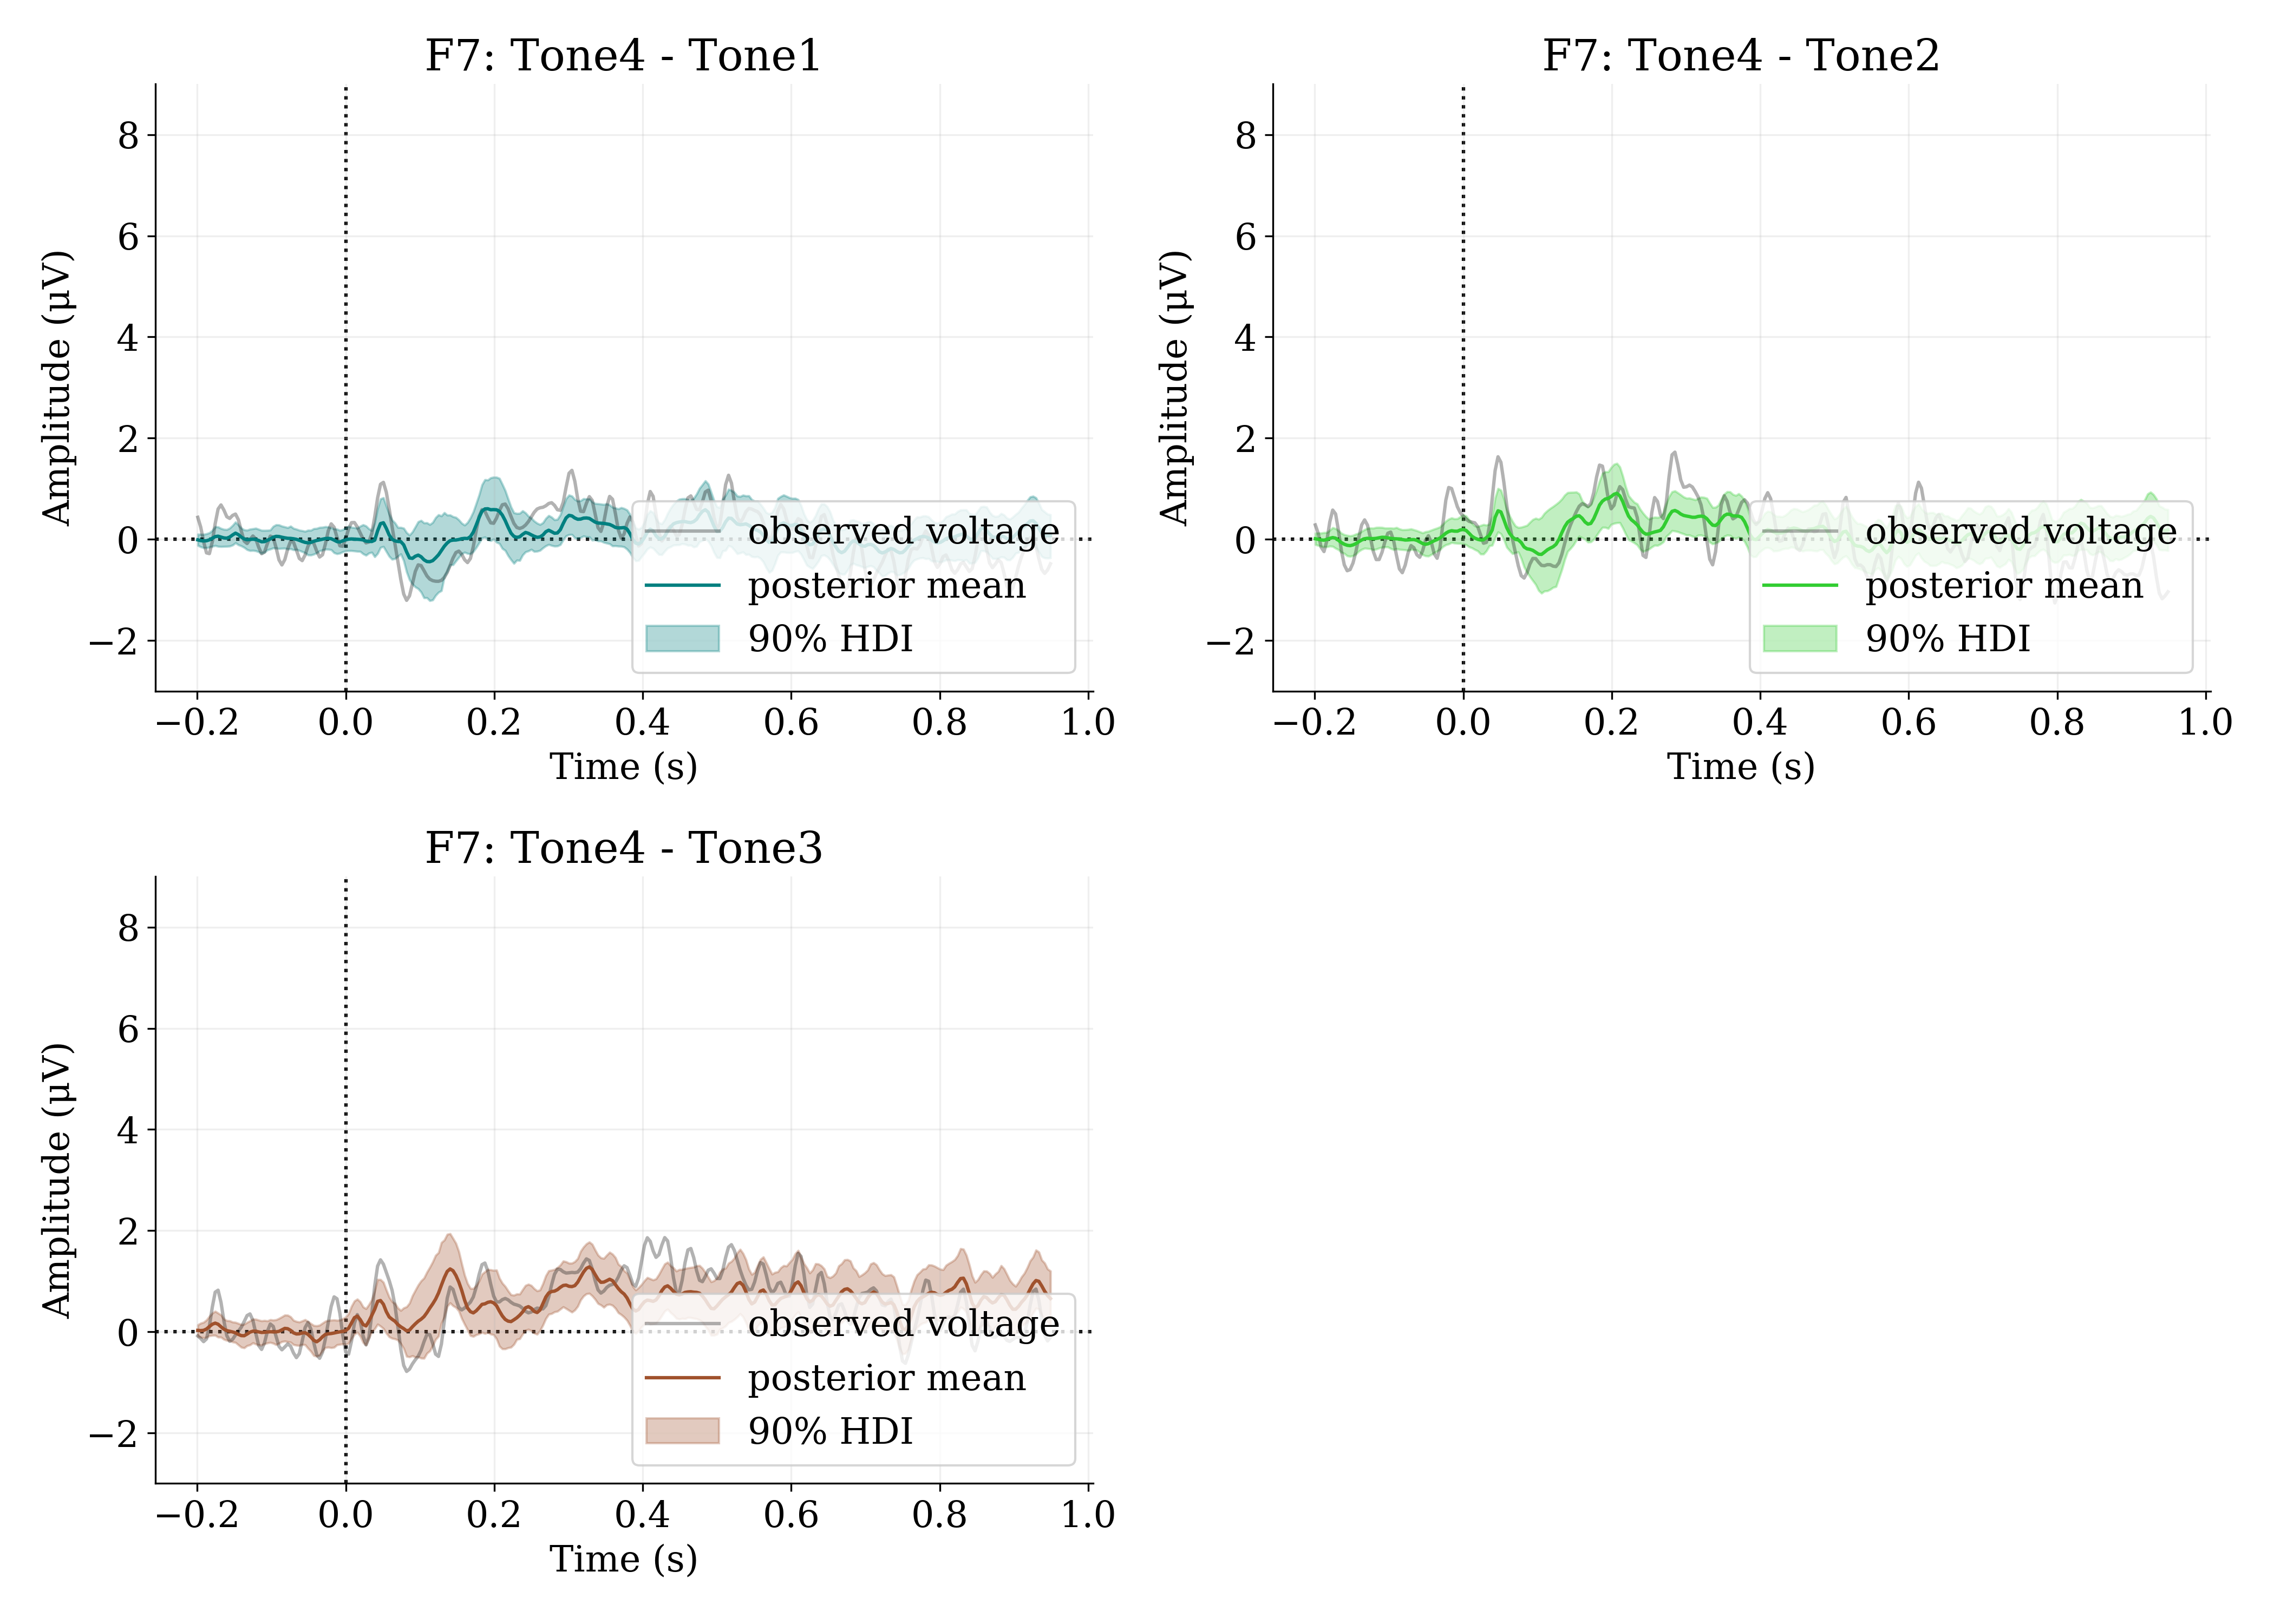 F7: Tone4 - Tone1
Amplitude (μV)
8
6
4
2
0
−2
observed voltage
posterior mean
90% HDI
−0.2 0.0 0.2 0.4 0.6 0.8 1.0
Time (s)
F7: Tone4 - Tone2
Amplitude (μV)
8
6
4
2
0
−2
observed voltage
posterior mean
90% HDI
−0.2 0.0 0.2 0.4 0.6 0.8 1.0
Time (s)
F7: Tone4 - Tone3
Amplitude (μV)
8
6
4
2
0
−2
observed voltage
posterior mean
90% HDI
−0.2 0.0 0.2 0.4 0.6 0.8 1.0
Time (s)